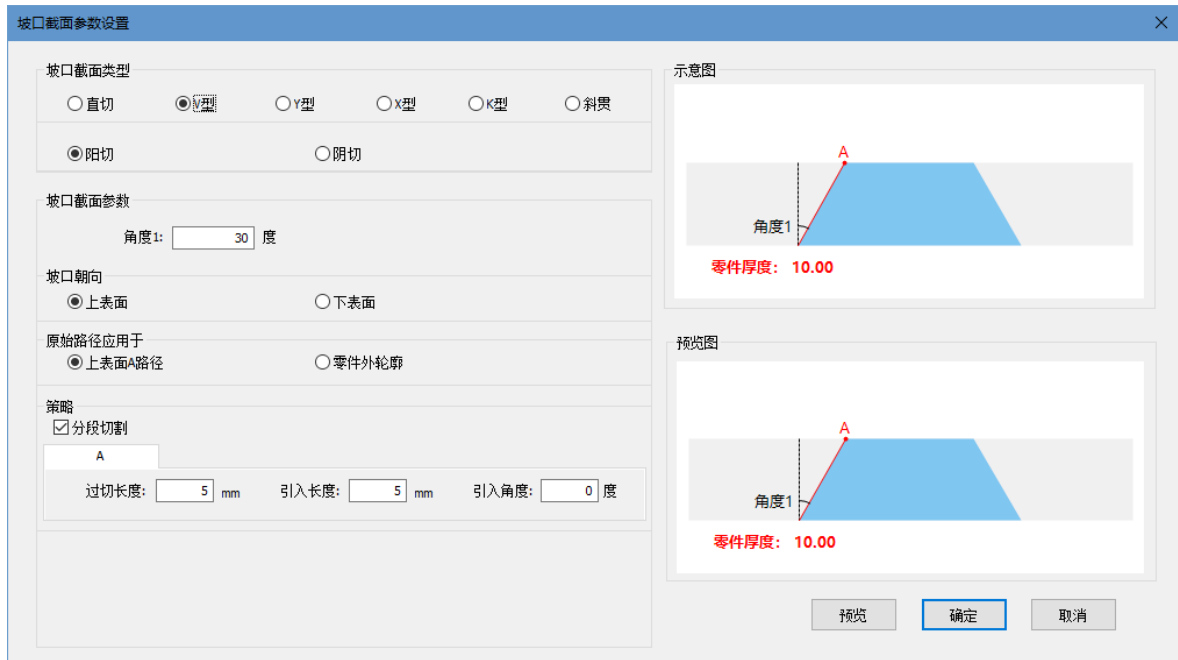 坡口截面参数设置
坡口截面类型
直切 V型 Y型 X型 K型 斜贯
阳切 阴切
坡口截面参数
角度1: 30 度
坡口朝向
上表面 下表面
原始路径应用于
上表面A路径 零件外轮廓
策略
分段切割
A
过切长度: 5 mm 引入长度: 5 mm 引入角度: 0 度
示意图
A
角度1
零件厚度: 10.00
预览图
A
角度1
零件厚度: 10.00
预览 确定 取消